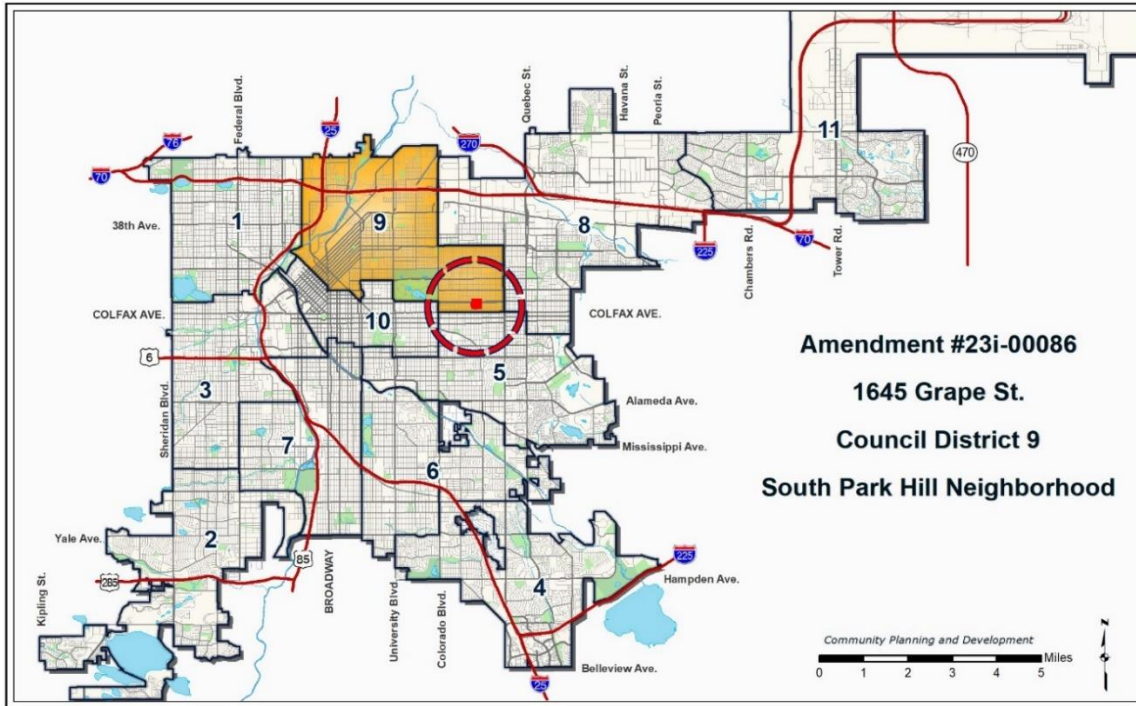 Federal Blvd.
Quebec St.
Havana St.
Peoria St.
11
76
25
270
470
70
1
9
8
38th Ave.
225
Chambers Rd.
70
Tower Rd.
COLFAX AVE.
10
COLFAX AVE.
6
5
3
Sheridan Blvd.
Alameda Ave.
7
Mississippi Ave.
6
Yale Ave.
2
85
BROADWAY
285
Kipling St.
University Blvd.
Colorado Blvd.
4
225
Hampden Ave.
Belleview Ave.
25
Amendment #23i-00086
1645 Grape St.
Council District 9
South Park Hill Neighborhood
Community Planning and Development
Miles
0 1 2 3 4 5
N